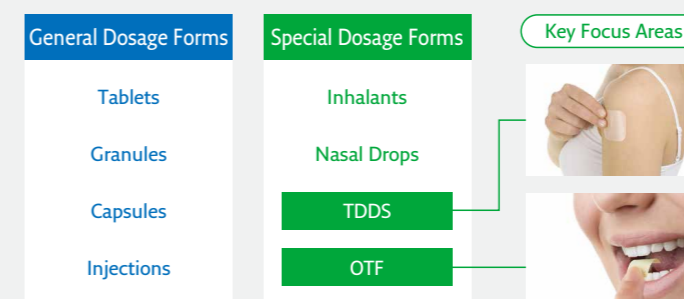 General Dosage Forms
Special Dosage Forms
Key Focus Areas
Tablets
Inhalants
Granules
Nasal Drops
Capsules
TDDS
Injections
OTF